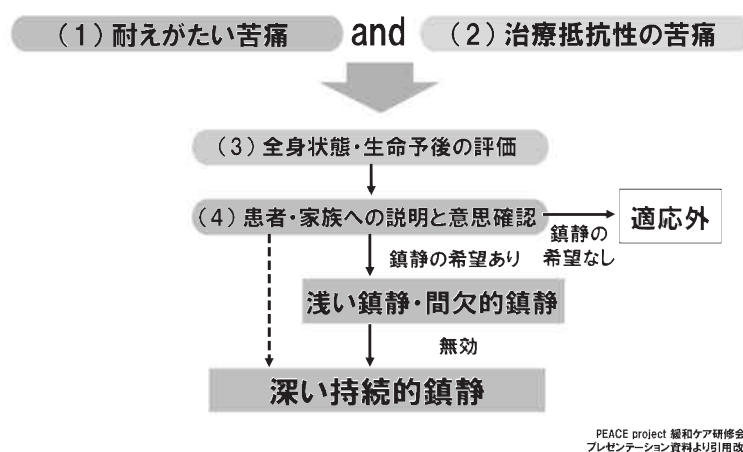 （1）耐えがたい苦痛 and （2）治療抵抗性の苦痛
（3）全身状態・生命予後の評価
（4）患者・家族への説明と意思確認
適応外
鎮静の
希望なし
鎮静の希望あり
浅い鎮静・間欠的鎮静
無効
深い持続的鎮静
PEACE project 緩和ケア研修会
プレゼンテーション資料より引用改